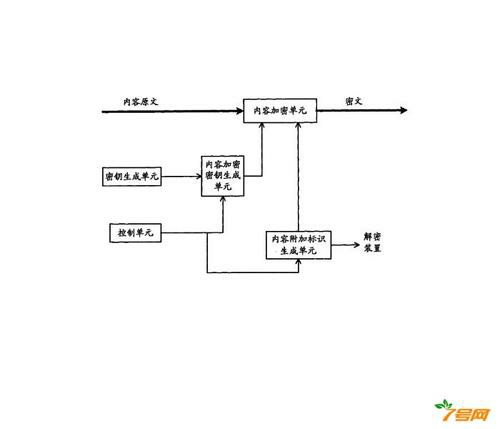 内容原文
内容加密单元
密文
内容加密
密钥生成
单元
密钥生成单元
控制单元
内容附加标识
生成单元
解密
装置
7号网